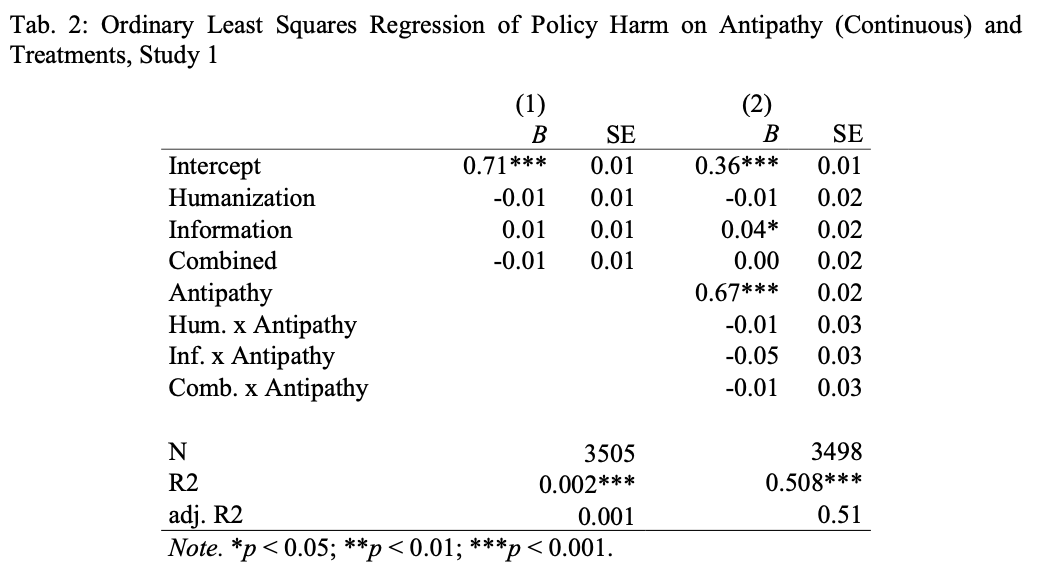 Tab. 2: Ordinary Least Squares Regression of Policy Harm on Antipathy (Continuous) and
Treatments, Study 1
(1) (2)
B SE B SE
Intercept 0.71*** 0.01 0.36*** 0.01
Humanization -0.01 0.01 -0.01 0.02
Information 0.01 0.01 0.04* 0.02
Combined -0.01 0.01 0.00 0.02
Antipathy 0.67*** 0.02
Hum. x Antipathy -0.01 0.03
Inf. x Antipathy -0.05 0.03
Comb. x Antipathy -0.01 0.03
N 3505 3498
R2 0.002*** 0.508***
adj. R2 0.001 0.51
Note. *p < 0.05; **p < 0.01; ***p < 0.001.